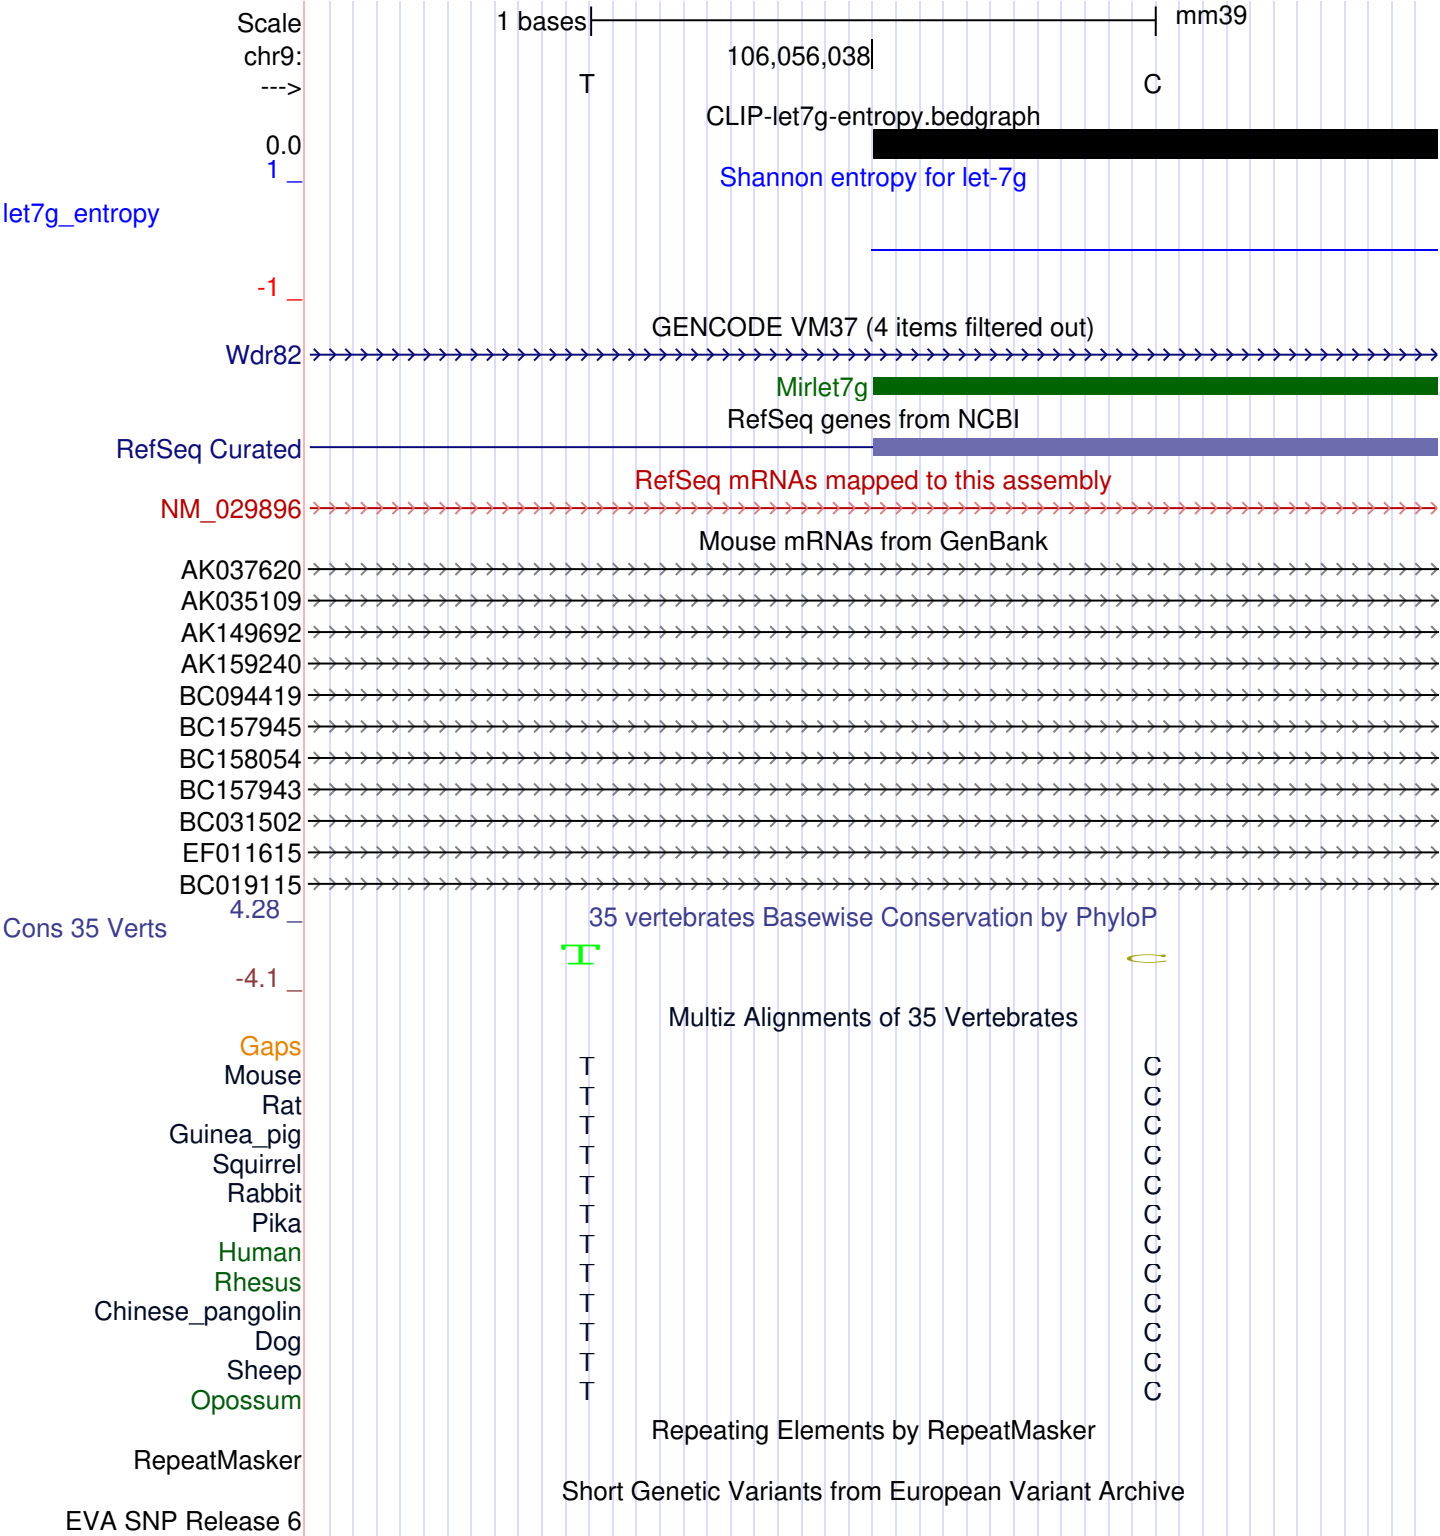 Scale 1 bases mm39
chr9: 106,056,038
---> T C
CLIP-let7g-entropy.bedgraph
0.0
1 _ Shannon entropy for let-7g
let7g_entropy
-1 _
GENCODE VM37 (4 items filtered out)
Wdr82
Mirlet7g
RefSeq genes from NCBI
RefSeq Curated
RefSeq mRNAs mapped to this assembly
NM_029896
Mouse mRNAs from GenBank
AK037620
AK035109
AK149692
AK159240
BC094419
BC157945
BC158054
BC157943
BC031502
EF011615
BC019115
4.28 _ 35 vertebrates Basewise Conservation by PhyloP
Cons 35 Verts
T C
-4.1 _
Multiz Alignments of 35 Vertebrates
Gaps
Mouse T C
Rat T C
Guinea_pig T C
Squirrel T C
Rabbit T C
Pika T C
Human T C
Rhesus T C
Chinese_pangolin T C
Dog T C
Sheep T C
Opossum T C
Repeating Elements by RepeatMasker
RepeatMasker
Short Genetic Variants from European Variant Archive
EVA SNP Release 6